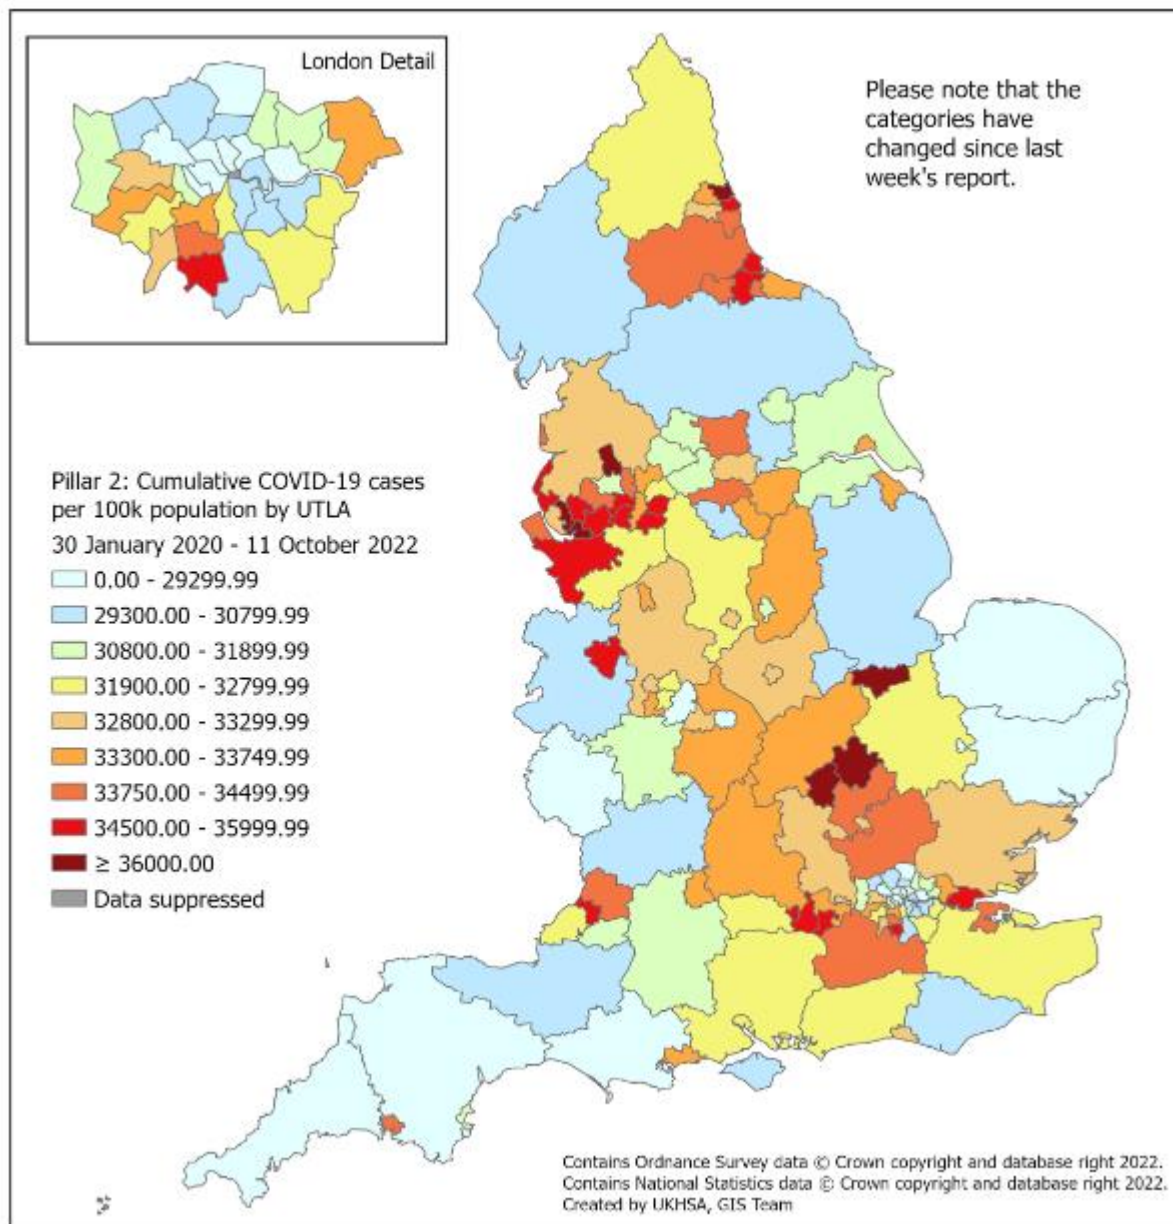 London Detail
Please note that the
categories have
changed since last
week's report.
Pillar 2: Cumulative COVID-19 cases
per 100k population by UTLA
30 January 2020 - 11 October 2022
0.00 - 29299.99
29300.00 - 30799.99
30800.00 - 31899.99
31900.00 - 32799.99
32800.00 - 33299.99
33300.00 - 33749.99
33750.00 - 34499.99
34500.00 - 35999.99
≥ 36000.00
Data suppressed
Contains Ordnance Survey data © Crown copyright and database right 2022.
Contains National Statistics data © Crown copyright and database right 2022.
Created by UKHSA, GIS Team